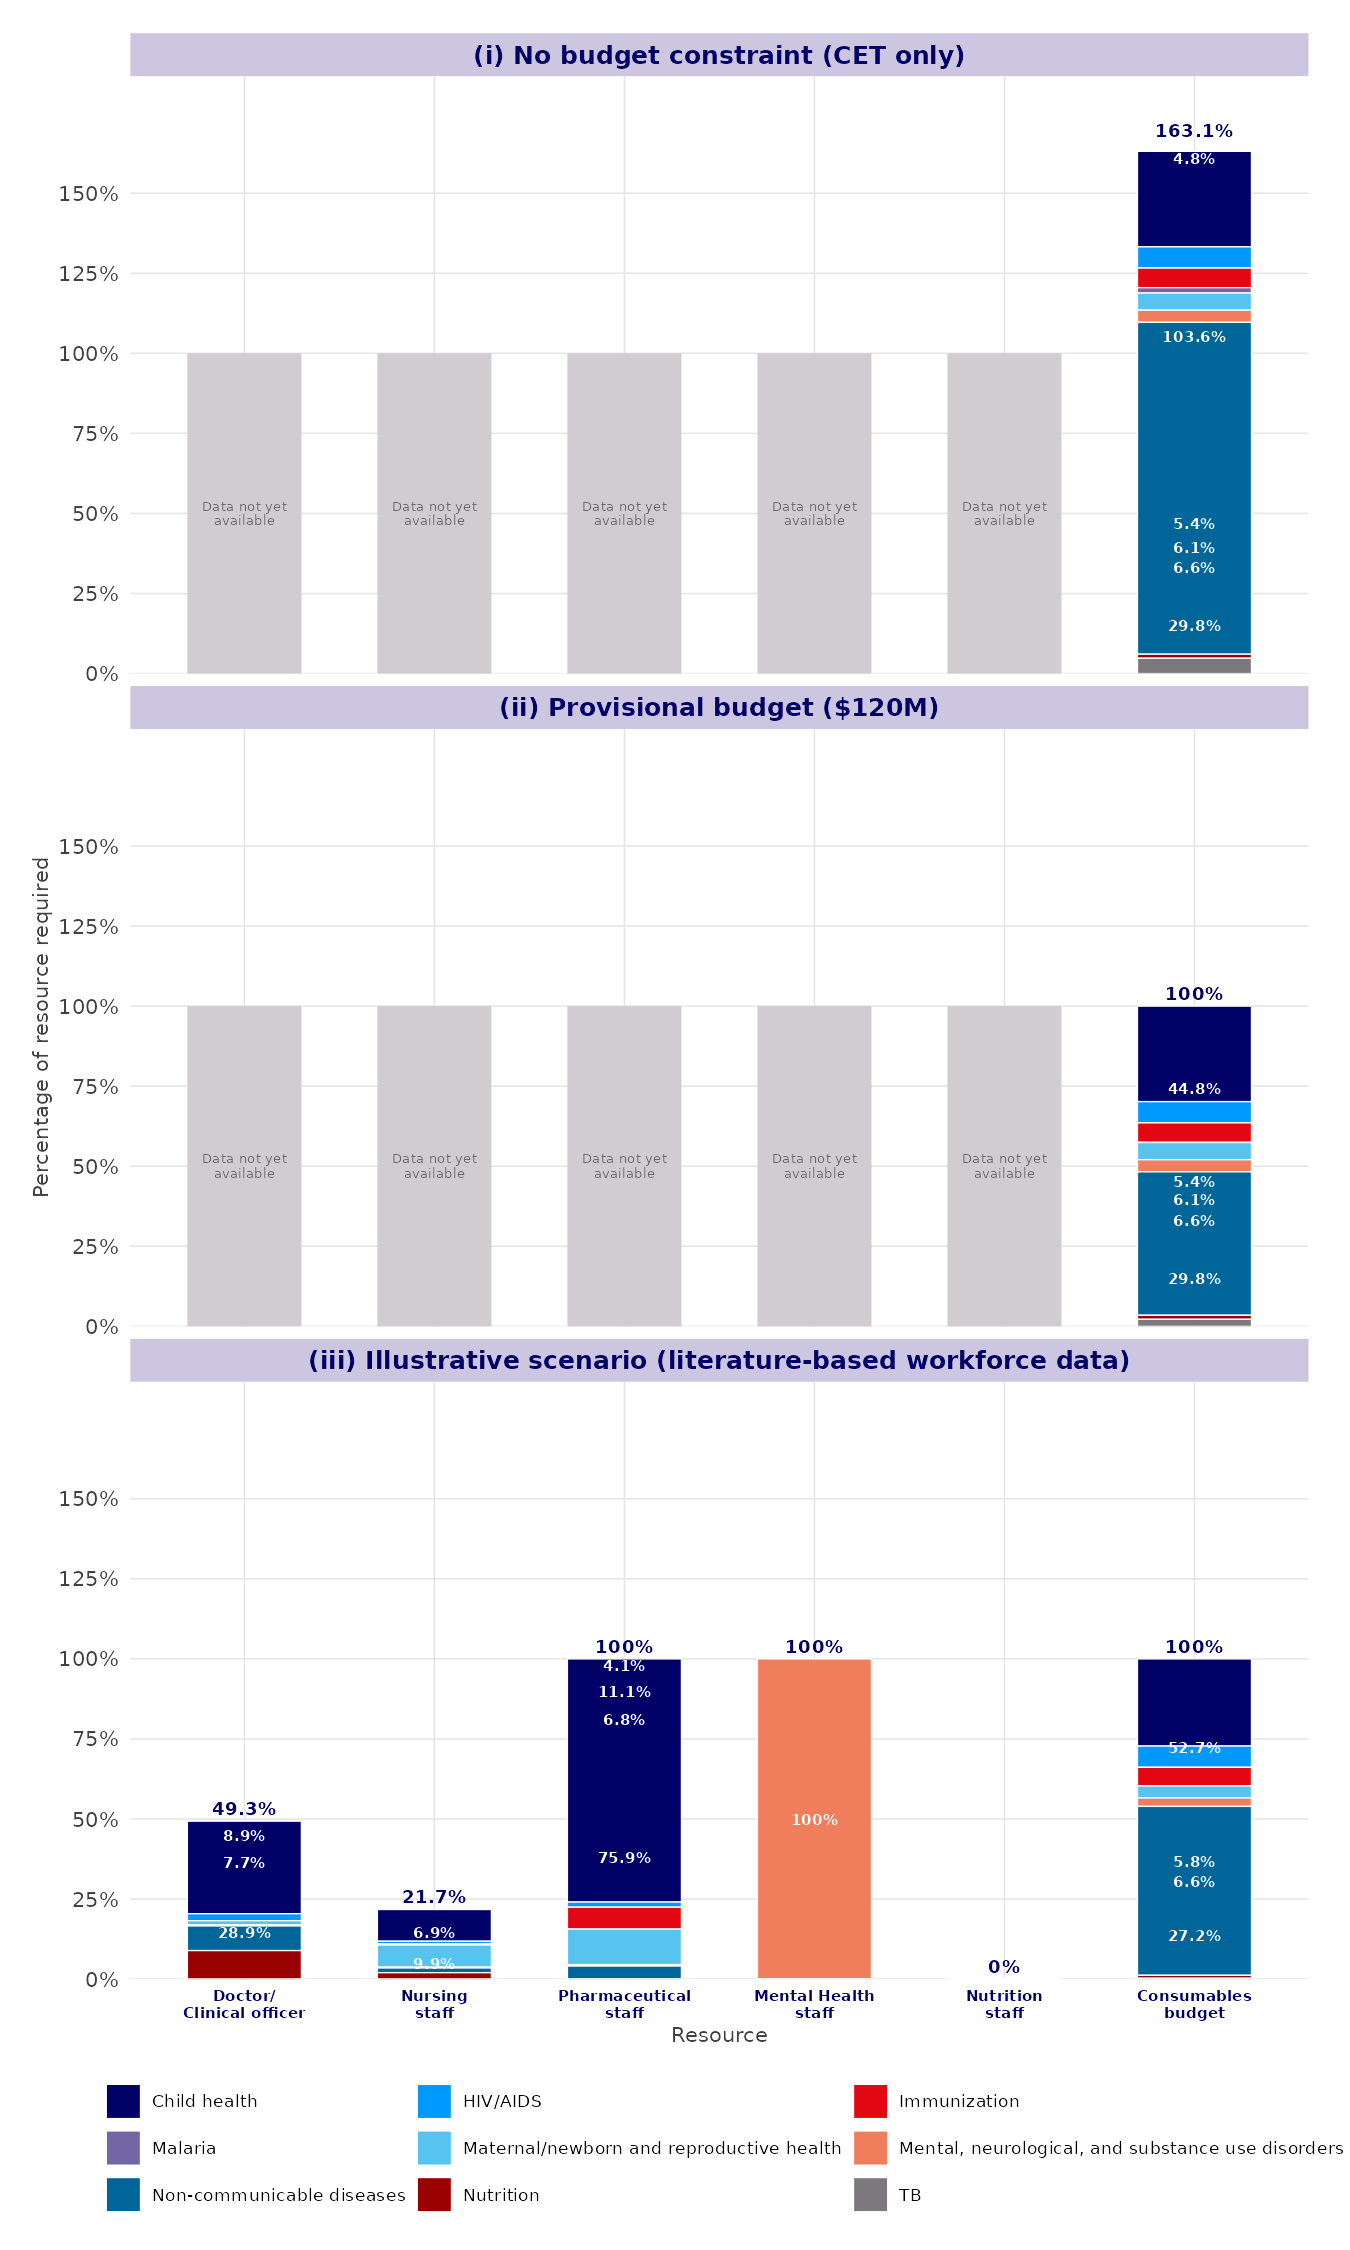 (i) No budget constraint (CET only)
163.1%
4.8%
150%
125%
103.6%
100%
75%
50%
Data not yet
available
Data not yet
available
Data not yet
available
Data not yet
available
Data not yet
available
5.4%
6.1%
6.6%
25%
29.8%
0%
(ii) Provisional budget ($120M)
Percentage of resource required
150%
125%
100%
100%
75%
44.8%
50%
Data not yet
available
Data not yet
available
Data not yet
available
Data not yet
available
Data not yet
available
5.4%
6.1%
6.6%
25%
29.8%
0%
(iii) Illustrative scenario (literature-based workforce data)
150%
125%
100%
100%
100%
100%
4.1%
11.1%
6.8%
75%
52.7%
50%
49.3%
100%
8.9%
7.7%
75.9%
5.8%
6.6%
25%
21.7%
28.9%
6.9%
27.2%
9.9%
0%
0%
Doctor/
Clinical officer
Nursing
staff
Pharmaceutical
staff
Mental Health
staff
Nutrition
staff
Consumables
budget
Resource
Child health
HIV/AIDS
Immunization
Malaria
Maternal/newborn and reproductive health
Mental, neurological, and substance use disorders
Non-communicable diseases
Nutrition
TB